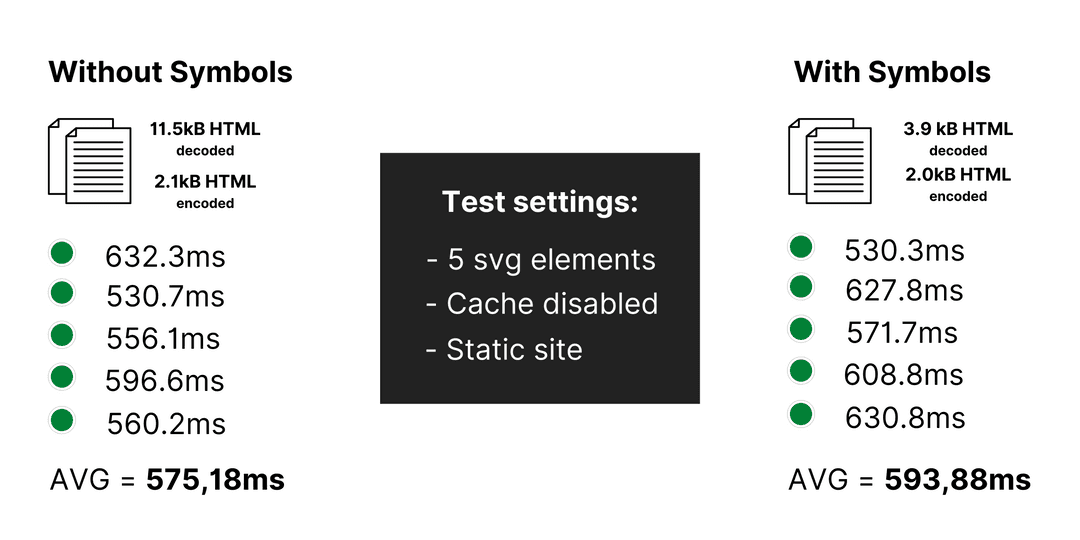 Without Symbols
11.5kB HTML
decoded
2.1kB HTML
encoded
632.3ms
530.7ms
556.1ms
596.6ms
560.2ms
AVG = 575,18ms
Test settings:
- 5 svg elements
- Cache disabled
- Static site
With Symbols
3.9 kB HTML
decoded
2.0kB HTML
encoded
530.3ms
627.8ms
571.7ms
608.8ms
630.8ms
AVG = 593,88ms